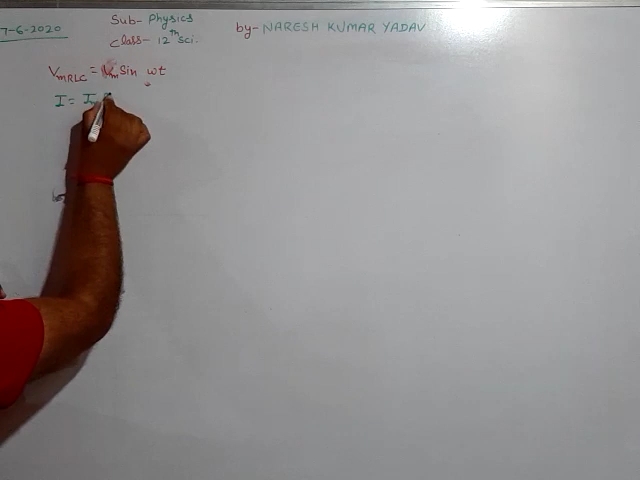 7-6-2020
Sub- Physics
Class- 12th Sci.
by- NARESH KUMAR YADAV
VmRLC = Vm Sin ωt
I = Im